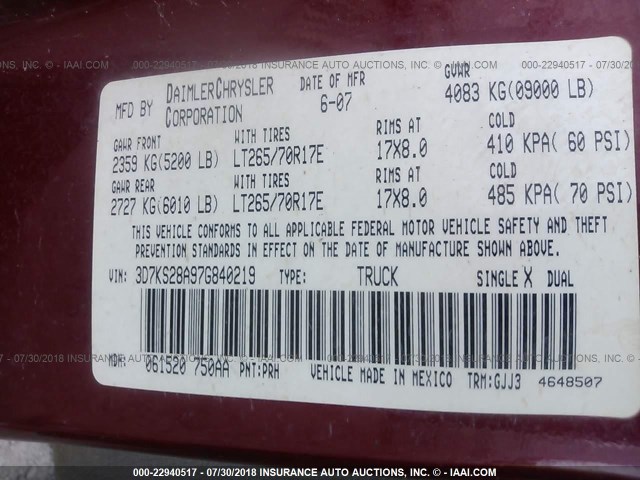 000-22940517 - 07/30/2018 INSURANCE AUTO AUCTIONS, INC. - © IAAI.COM
MFD BY DAIMLERCHRYSLER CORPORATION
DATE OF MFR 6-07
GVWR 4083 KG(09000 LB)
GAWR FRONT WITH TIRES RIMS AT COLD
2359 KG(5200 LB) LT265/70R17E 17X8.0 410 KPA( 60 PSI)
GAWR REAR WITH TIRES RIMS AT COLD
2727 KG(6010 LB) LT265/70R17E 17X8.0 485 KPA( 70 PSI)
THIS VEHICLE CONFORMS TO ALL APPLICABLE FEDERAL MOTOR VEHICLE SAFETY AND THEFT
PREVENTION STANDARDS IN EFFECT ON THE DATE OF MANUFACTURE SHOWN ABOVE.
VIN: 3D7KS28A97G840219 TYPE: TRUCK SINGLE X DUAL
MDH: 061520 750AA PNT:PRH VEHICLE MADE IN MEXICO TRM:GJJ3 4648507
000-22940517 - 07/30/2018 INSURANCE AUTO AUCTIONS, INC. - © IAAI.COM